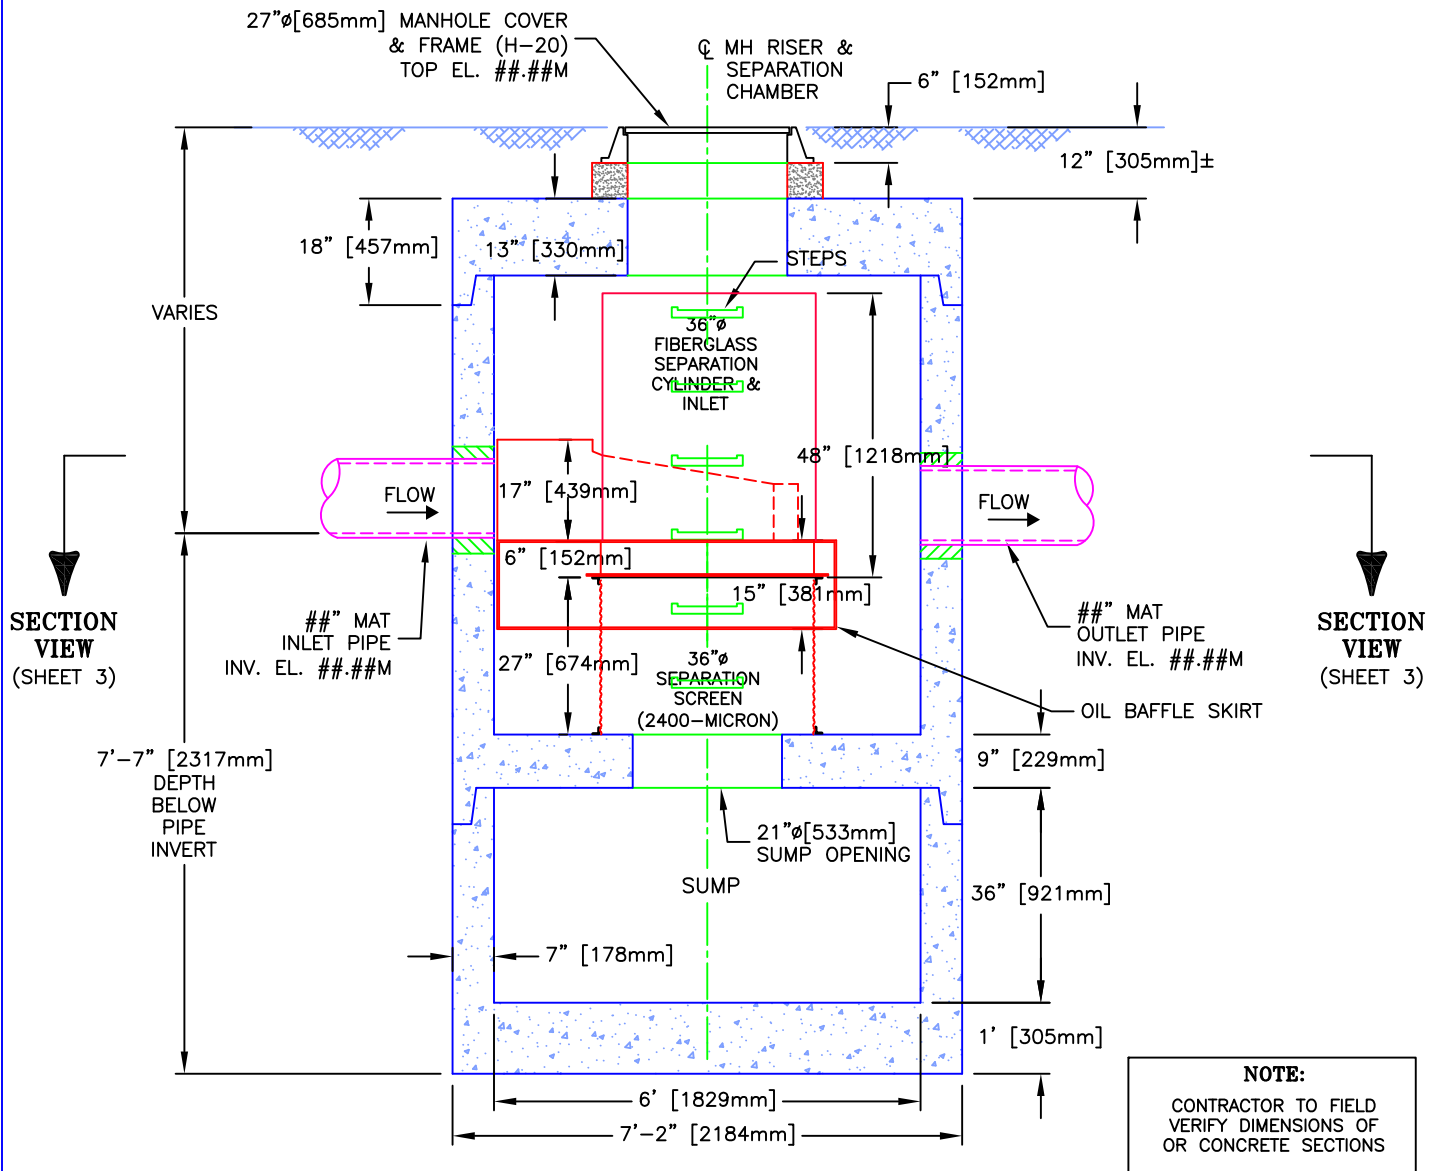 27"ø[685mm] MANHOLE COVER
& FRAME (H-20)
TOP EL. ##.##M
℄ MH RISER &
SEPARATION
CHAMBER
6" [152mm]
12" [305mm]±
18" [457mm]
13" [330mm]
STEPS
VARIES
36"ø
FIBERGLASS
SEPARATION
CYLINDER &
INLET
48" [1218mm]
17" [439mm]
FLOW
FLOW
6" [152mm]
15" [381mm]
SECTION
VIEW
(SHEET 3)
##" MAT
INLET PIPE
INV. EL. ##.##M
##" MAT
OUTLET PIPE
INV. EL. ##.##M
SECTION
VIEW
(SHEET 3)
27" [674mm]
36"ø
SEPARATION
SCREEN
(2400-MICRON)
OIL BAFFLE SKIRT
7'-7" [2317mm]
DEPTH
BELOW
PIPE
INVERT
9" [229mm]
21"ø[533mm]
SUMP OPENING
SUMP
36" [921mm]
7" [178mm]
1' [305mm]
6' [1829mm]
7'-2" [2184mm]
NOTE:
CONTRACTOR TO FIELD
VERIFY DIMENSIONS OF
OR CONCRETE SECTIONS